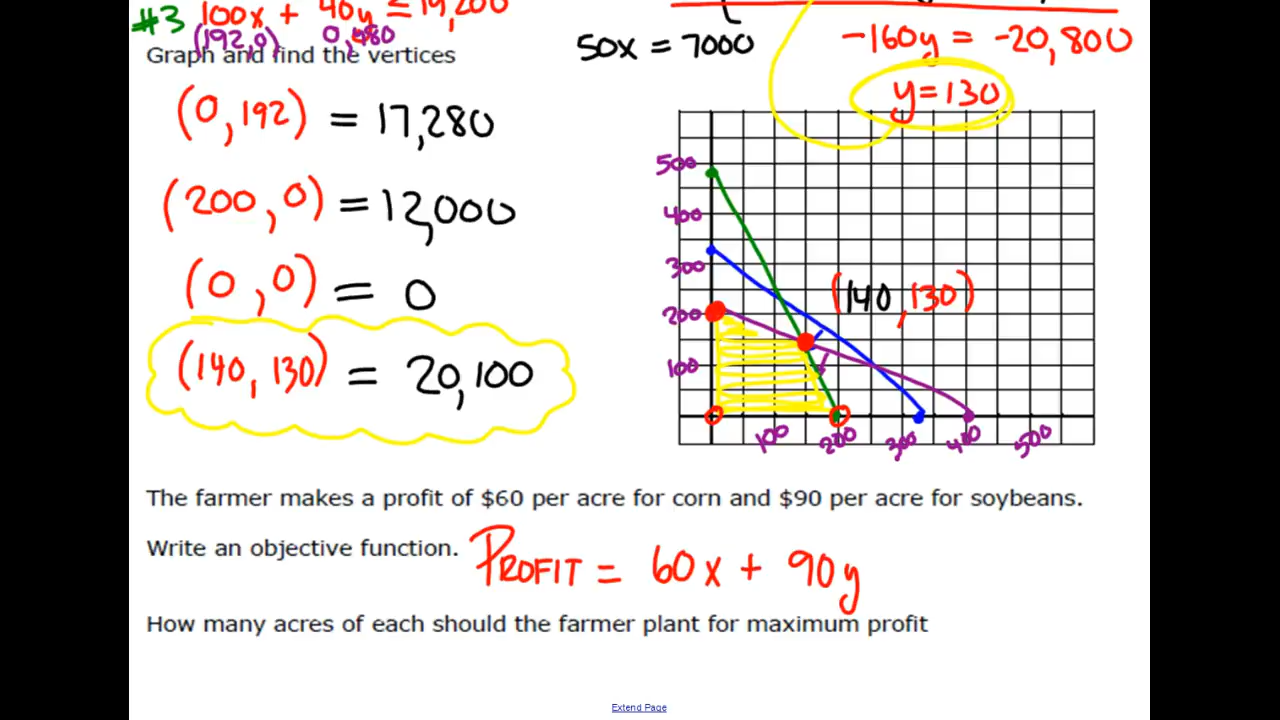 #3 100x + 40y ≤ 19,200
(192,0) 0,480
Graph and find the vertices
(0, 192) = 17,280
(200, 0) = 12,000
(0, 0) = 0
(140, 130) = 20,100
50x = 7000
-160y = -20,800
y = 130
500
400
300
200
100
(140, 130)
100 200 300 400 500
The farmer makes a profit of $60 per acre for corn and $90 per acre for soybeans.
Write an objective function. PROFIT = 60x + 90y
How many acres of each should the farmer plant for maximum profit
Extend Page